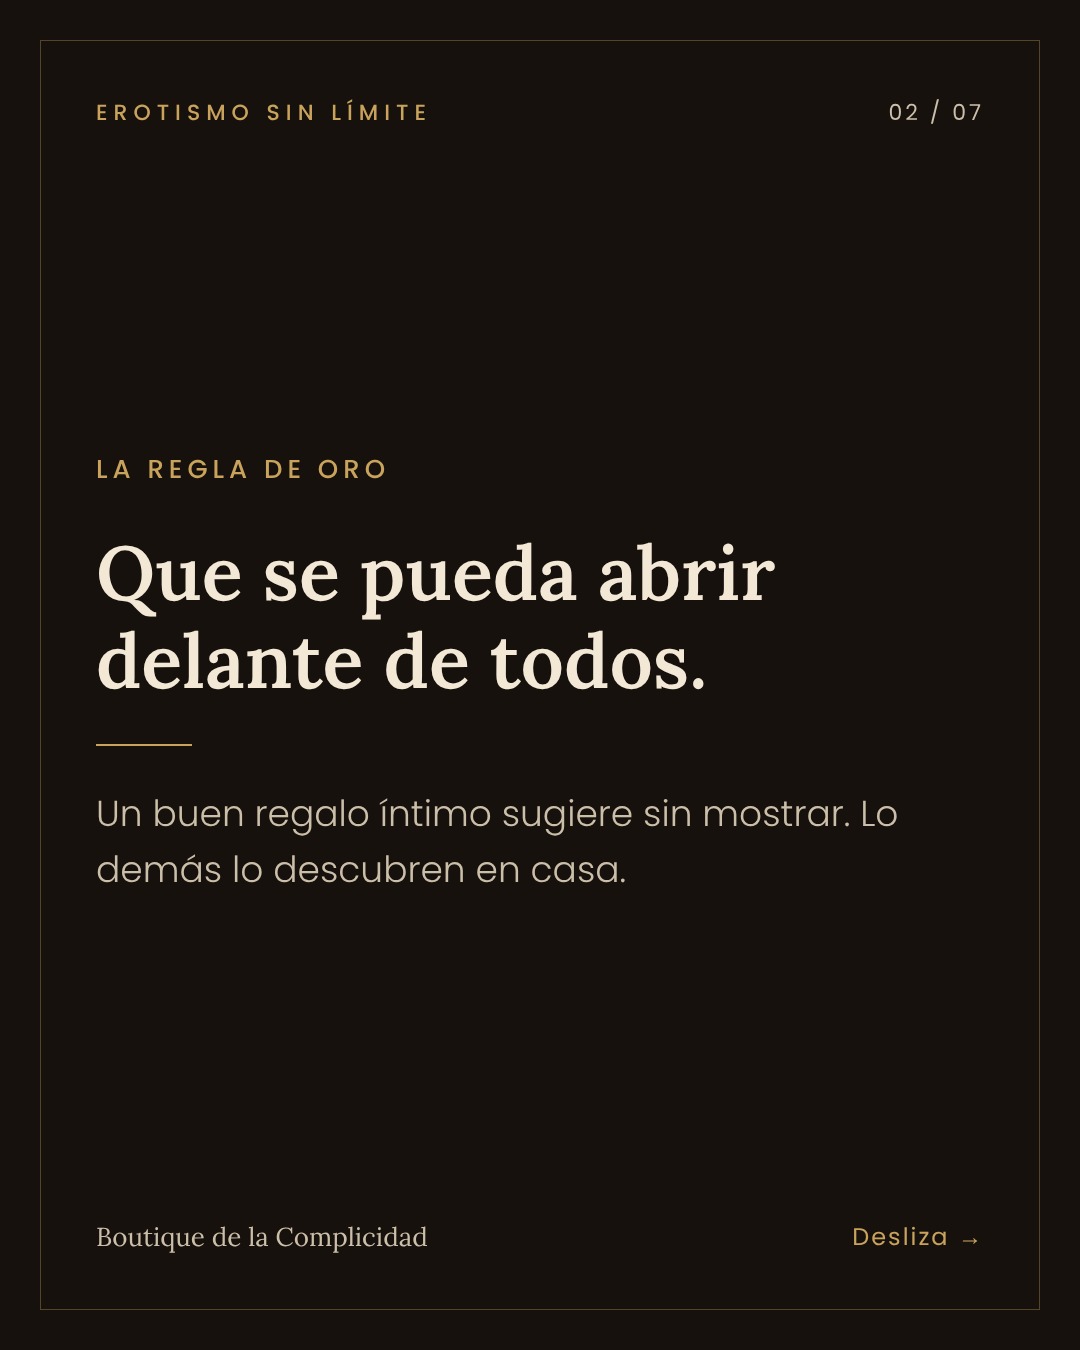 EROTISMO SIN LÍMITE
02 / 07
LA REGLA DE ORO
Que se pueda abrir
delante de todos.
Un buen regalo íntimo sugiere sin mostrar. Lo
demás lo descubren en casa.
Boutique de la Complicidad
Desliza →